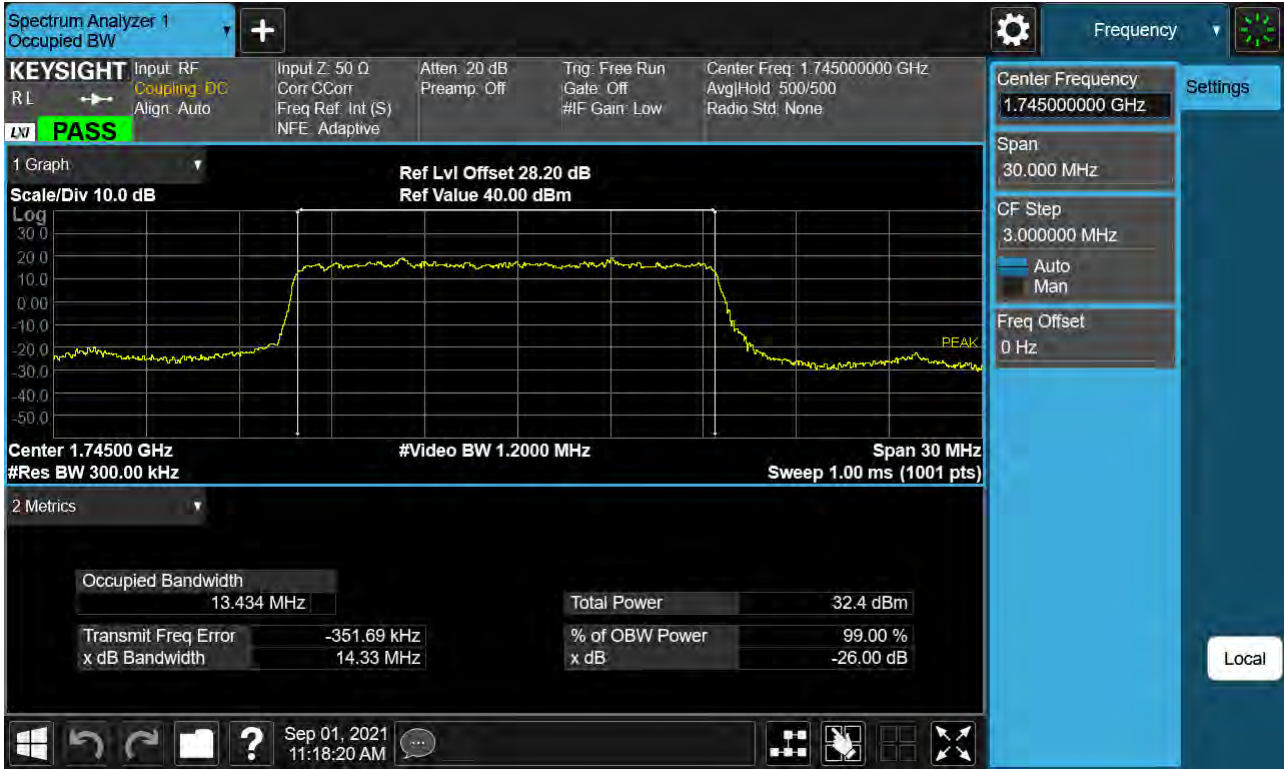 Spectrum Analyzer 1
Occupied BW
+
Frequency
KEYSIGHT
RL
LXI
PASS
Input: RF
Coupling: DC
Align: Auto
Input Z: 50 Ω
Corr CCorr
Freq Ref: Int (S)
NFE: Adaptive
Atten: 20 dB
Preamp: Off
Trig: Free Run
Gate: Off
#IF Gain: Low
Center Freq: 1.745000000 GHz
Avg|Hold: 500/500
Radio Std: None
1 Graph
Scale/Div 10.0 dB
Ref Lvl Offset 28.20 dB
Ref Value 40.00 dBm
Log
30.0
20.0
10.0
0.00
-10.0
-20.0
-30.0
-40.0
-50.0
PEAK
Center 1.74500 GHz
#Video BW 1.2000 MHz
Span 30 MHz
#Res BW 300.00 kHz
Sweep 1.00 ms (1001 pts)
2 Metrics
Occupied Bandwidth
13.434 MHz
Total Power 32.4 dBm
Transmit Freq Error -351.69 kHz
% of OBW Power 99.00 %
x dB Bandwidth 14.33 MHz
x dB -26.00 dB
Center Frequency
1.745000000 GHz
Settings
Span
30.000 MHz
CF Step
3.000000 MHz
Auto
Man
Freq Offset
0 Hz
Local
?
Sep 01, 2021
11:18:20 AM